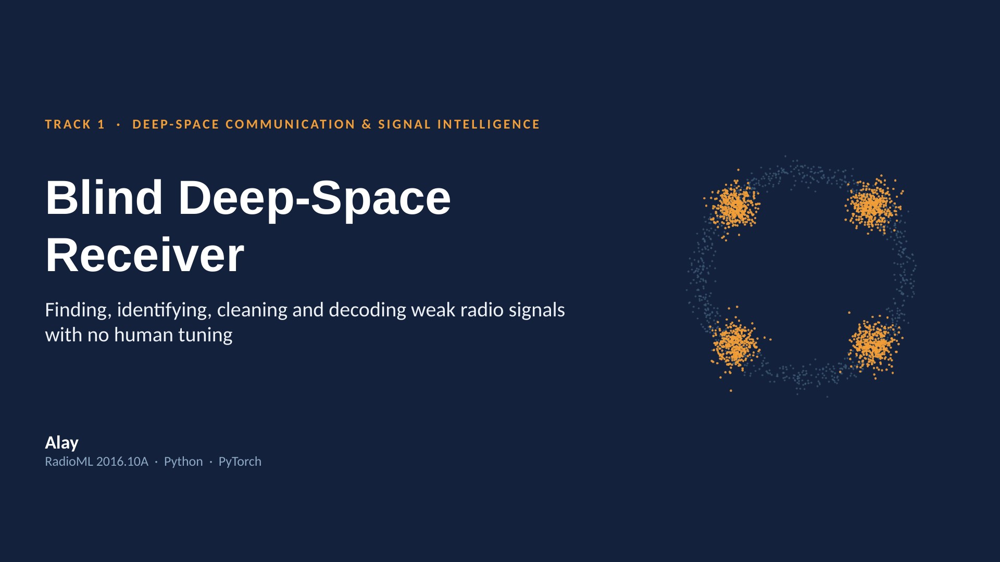 TRACK 1 · DEEP-SPACE COMMUNICATION & SIGNAL INTELLIGENCE
Blind Deep-Space
Receiver
Finding, identifying, cleaning and decoding weak radio signals
with no human tuning
Alay
RadioML 2016.10A · Python · PyTorch